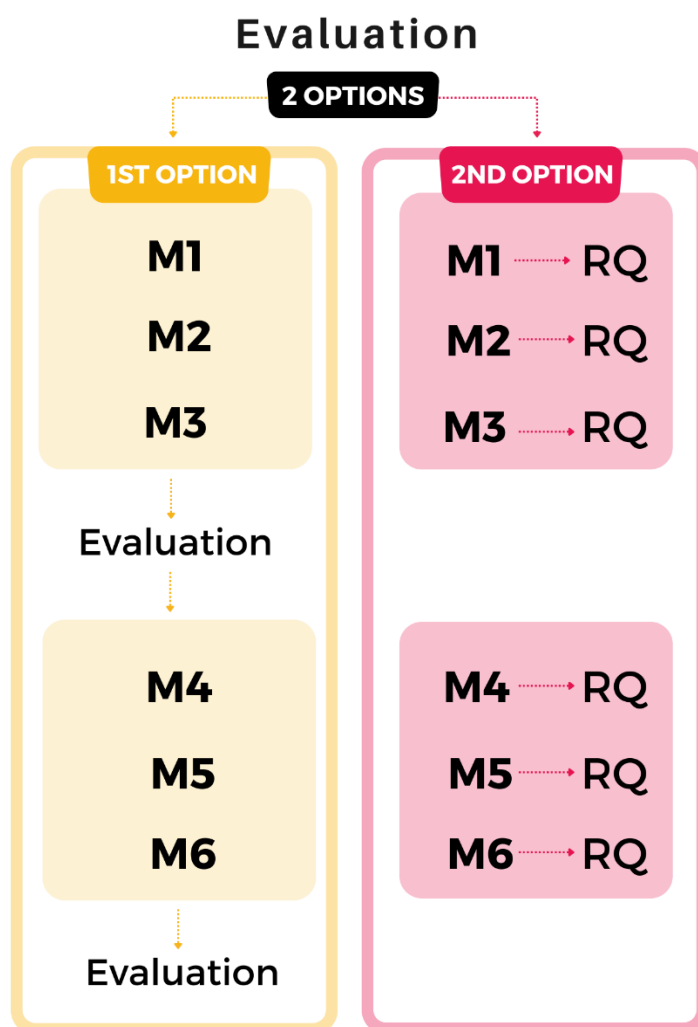 Evaluation
2 OPTIONS
1ST OPTION
M1
M2
M3
Evaluation
M4
M5
M6
Evaluation
2ND OPTION
M1 RQ
M2 RQ
M3 RQ
M4 RQ
M5 RQ
M6 RQ